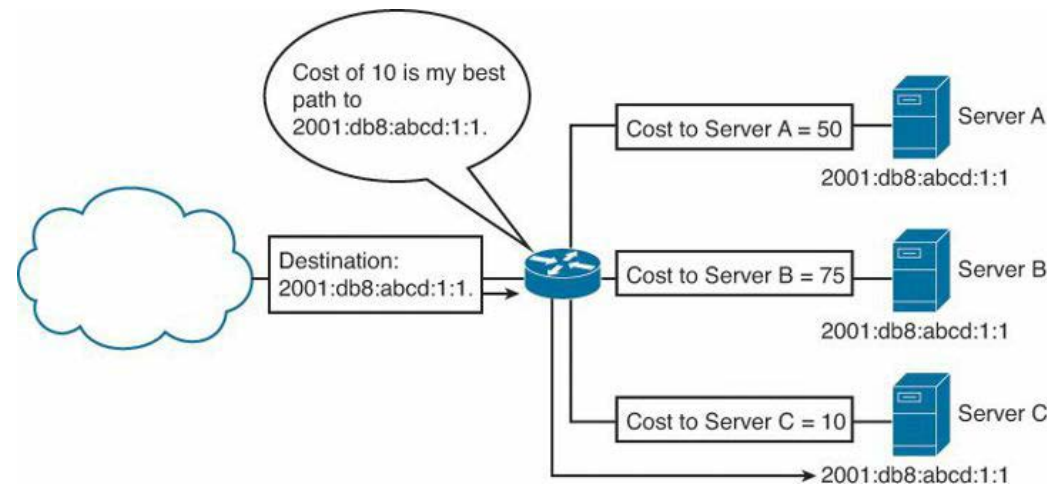 Cost of 10 is my best
path to
2001:db8:abcd:1:1.
Cost to Server A = 50
Server A
2001:db8:abcd:1:1
Destination:
2001:db8:abcd:1:1.
Cost to Server B = 75
Server B
2001:db8:abcd:1:1
Cost to Server C = 10
Server C
2001:db8:abcd:1:1